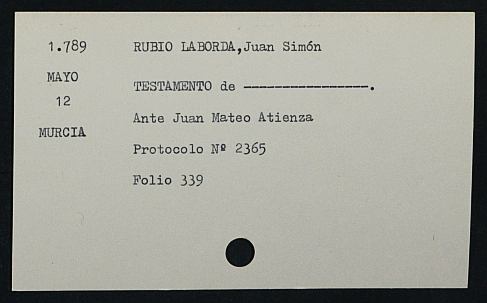 1.789 RUBIO LABORDA,Juan Simón
MAYO
12
MURCIA
TESTAMENTO de ----------------.
Ante Juan Mateo Atienza
Protocolo Nº 2365
Folio 339